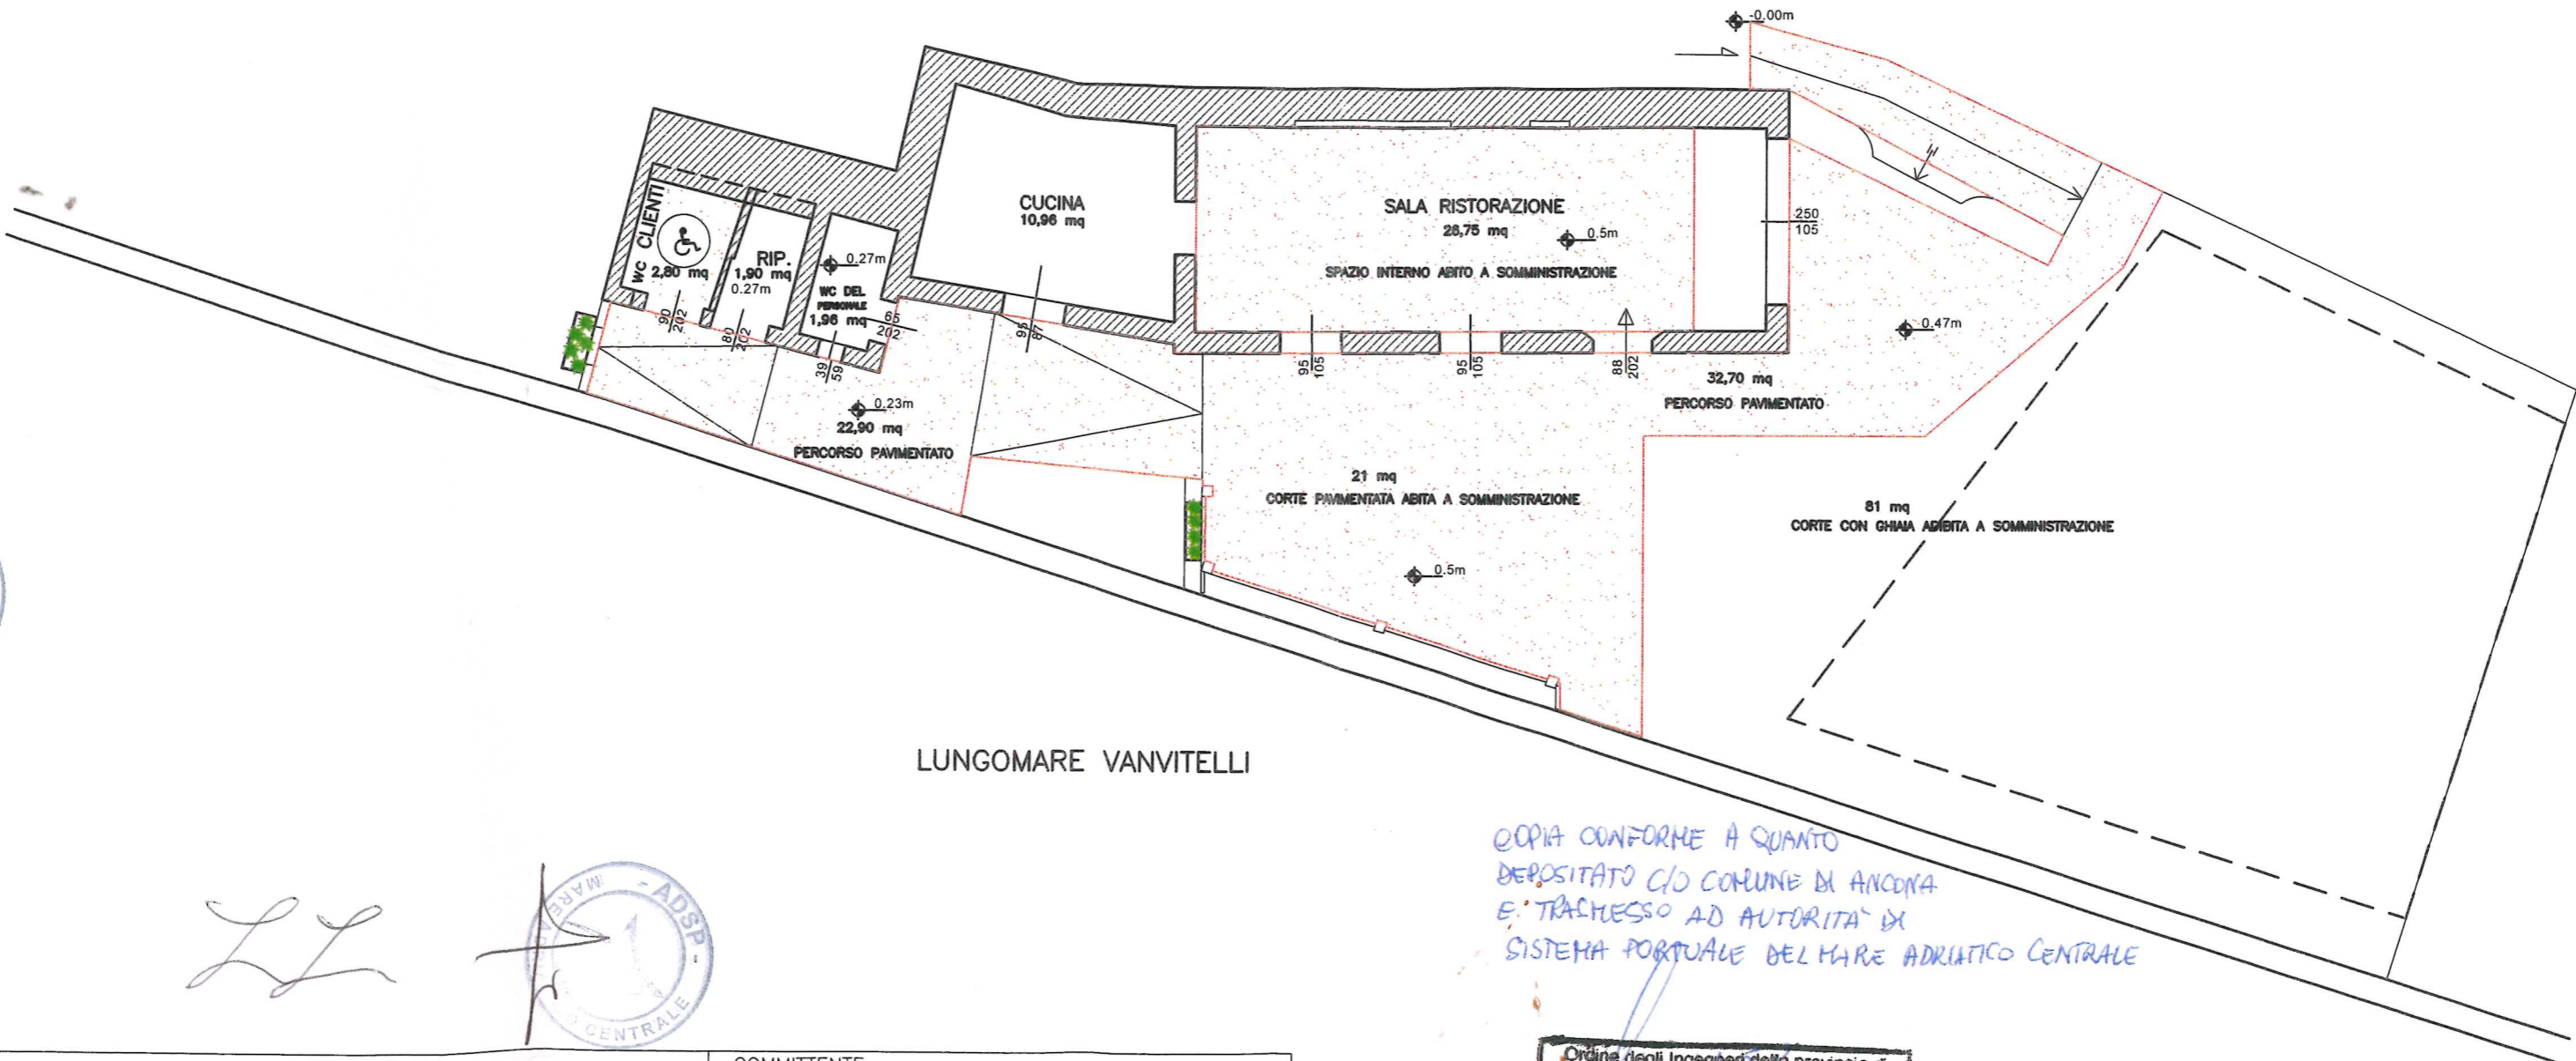 -0.00m
CUCINA
10,96 mq
SALA RISTORAZIONE
28,75 mq
0.5m
SPAZIO INTERNO ABITO A SOMMINISTRAZIONE
250
105
WC CLIENTI
2,80 mq
RIP.
1,90 mq
0.27m
0.27m
WC DEL
PERSONALE
1,96 mq
65
202
90
202
80
202
39
59
95
87
95
105
95
105
88
202
0.47m
32,70 mq
PERCORSO PAVIMENTATO
0.23m
22,90 mq
PERCORSO PAVIMENTATO
21 mq
CORTE PAVIMENTATA ABITA A SOMMINISTRAZIONE
0.5m
81 mq
CORTE CON GHIAIA ADIBITA A SOMMINISTRAZIONE
LUNGOMARE VANVITELLI
COPIA CONFORME A QUANTO
DEPOSITATO C/O COMUNE DI ANCONA
E TRASMESSO AD AUTORITA' DI
SISTEMA PORTUALE DEL MARE ADRIATICO CENTRALE
- ADSP -
MARE
CENTRALE
COMMITTENTE
Ordine degli Ingegneri della provincia di